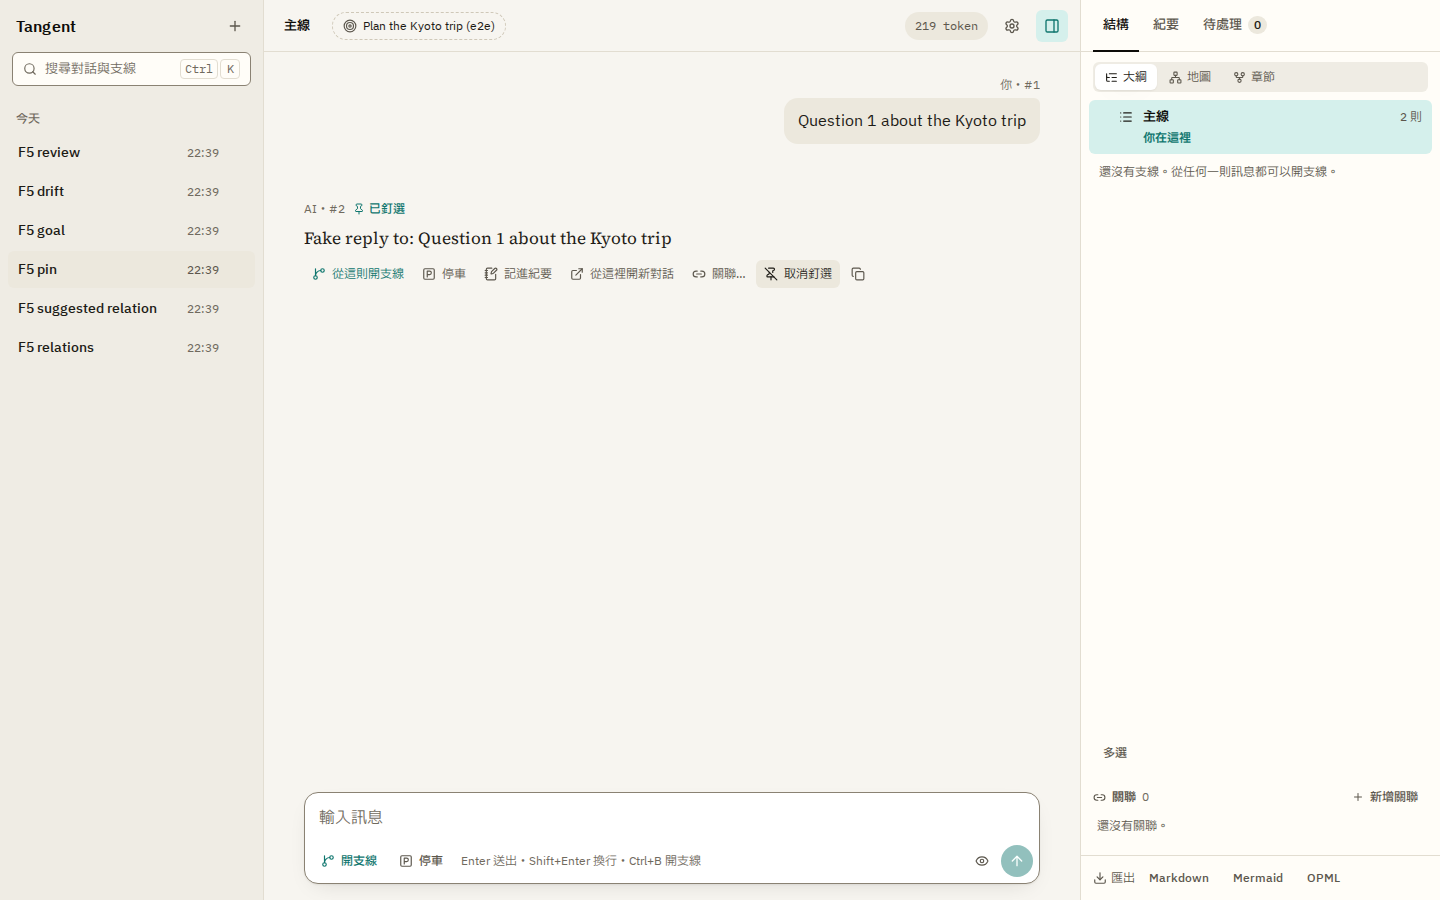 Tangent
搜尋對話與支線 Ctrl K
今天
F5 review 22:39
F5 drift 22:39
F5 goal 22:39
F5 pin 22:39
F5 suggested relation 22:39
F5 relations 22:39
主線 Plan the Kyoto trip (e2e) 219 token
你・#1
Question 1 about the Kyoto trip
AI・#2 已釘選
Fake reply to: Question 1 about the Kyoto trip
從這則開支線 停車 記進紀要 從這裡開新對話 關聯... 取消釘選
輸入訊息
開支線 停車 Enter 送出・Shift+Enter 換行・Ctrl+B 開支線
結構 紀要 待處理 0
大綱 地圖 章節
主線 2 則
你在這裡
還沒有支線。從任何一則訊息都可以開支線。
多選
關聯 0 新增關聯
還沒有關聯。
匯出 Markdown Mermaid OPML